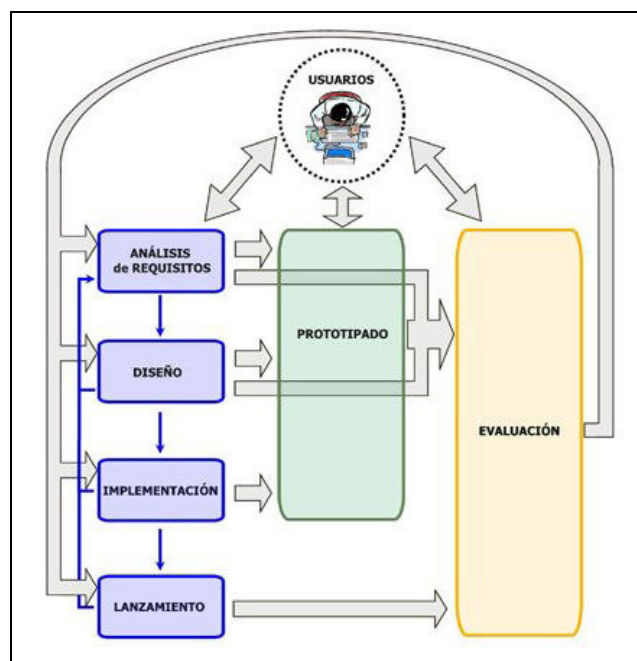 USUARIOS
ANÁLISIS
de REQUISITOS
PROTOTIPADO
DISEÑO
EVALUACIÓN
IMPLEMENTACIÓN
LANZAMIENTO